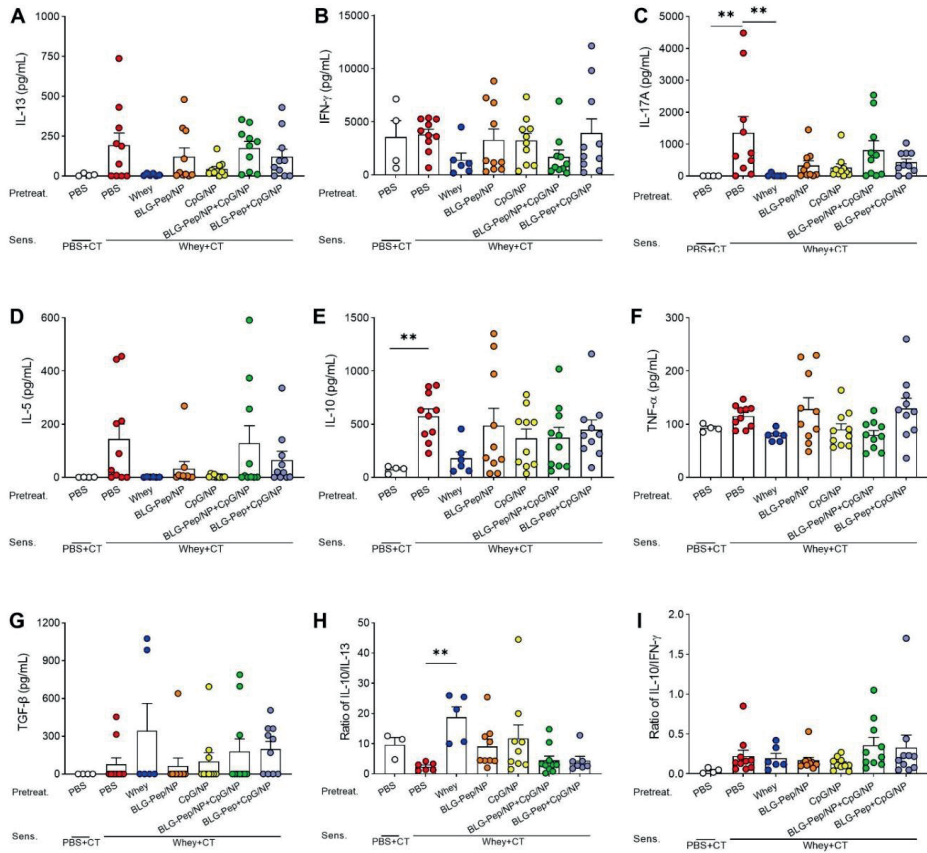 A
IL-13 (pg/mL)
1000
750
500
250
0
Pretreat.
PBS
PBS
Whey
BLG-Pep/NP
CpG/NP
BLG-Pep/NP+CpG/NP
BLG-Pep+CpG/NP
Sens.
PBS+CT
Whey+CT
B
IFN-γ (pg/mL)
15000
10000
5000
0
Pretreat.
PBS
PBS
Whey
BLG-Pep/NP
CpG/NP
BLG-Pep/NP+CpG/NP
BLG-Pep+CpG/NP
Sens.
PBS+CT
Whey+CT
C
IL-17A (pg/mL)
5000
4000
3000
2000
1000
0
** **
Pretreat.
PBS
PBS
Whey
BLG-Pep/NP
CpG/NP
BLG-Pep/NP+CpG/NP
BLG-Pep+CpG/NP
Sens.
PBS+CT
Whey+CT
D
IL-5 (pg/mL)
600
400
200
0
Pretreat.
PBS
PBS
Whey
BLG-Pep/NP
CpG/NP
BLG-Pep/NP+CpG/NP
BLG-Pep+CpG/NP
Sens.
PBS+CT
Whey+CT
E
IL-10 (pg/mL)
1500
1000
500
0
**
Pretreat.
PBS
PBS
Whey
BLG-Pep/NP
CpG/NP
BLG-Pep/NP+CpG/NP
BLG-Pep+CpG/NP
Sens.
PBS+CT
Whey+CT
F
TNF-α (pg/mL)
300
200
100
0
Pretreat.
PBS
PBS
Whey
BLG-Pep/NP
CpG/NP
BLG-Pep/NP+CpG/NP
BLG-Pep+CpG/NP
Sens.
PBS+CT
Whey+CT
G
TGF-β (pg/mL)
1200
900
600
300
0
Pretreat.
PBS
PBS
Whey
BLG-Pep/NP
CpG/NP
BLG-Pep/NP+CpG/NP
BLG-Pep+CpG/NP
Sens.
PBS+CT
Whey+CT
H
Ratio of IL-10/IL-13
50
40
30
20
10
0
**
Pretreat.
PBS
PBS
Whey
BLG-Pep/NP
CpG/NP
BLG-Pep/NP+CpG/NP
BLG-Pep+CpG/NP
Sens.
PBS+CT
Whey+CT
I
Ratio of IL-10/IFN-γ
2.0
1.5
1.0
0.5
0.0
Pretreat.
PBS
PBS
Whey
BLG-Pep/NP
CpG/NP
BLG-Pep/NP+CpG/NP
BLG-Pep+CpG/NP
Sens.
PBS+CT
Whey+CT